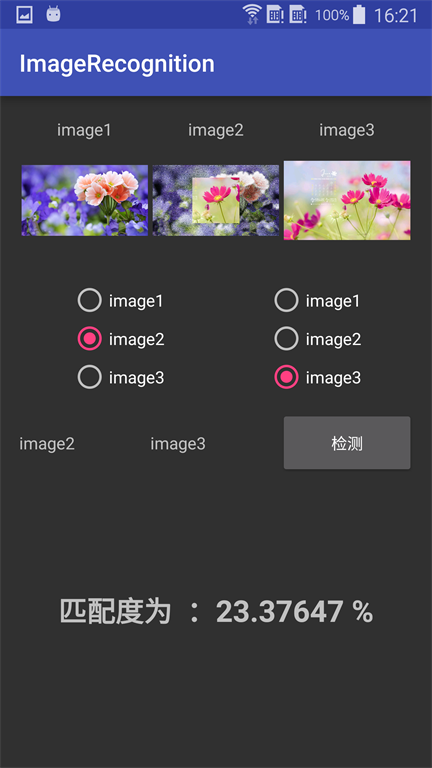 100% 16:21
ImageRecognition
image1 image2 image3
image1 image1
image2 image2
image3 image3
image2 image3 检测
匹配度为 : 23.37647 %